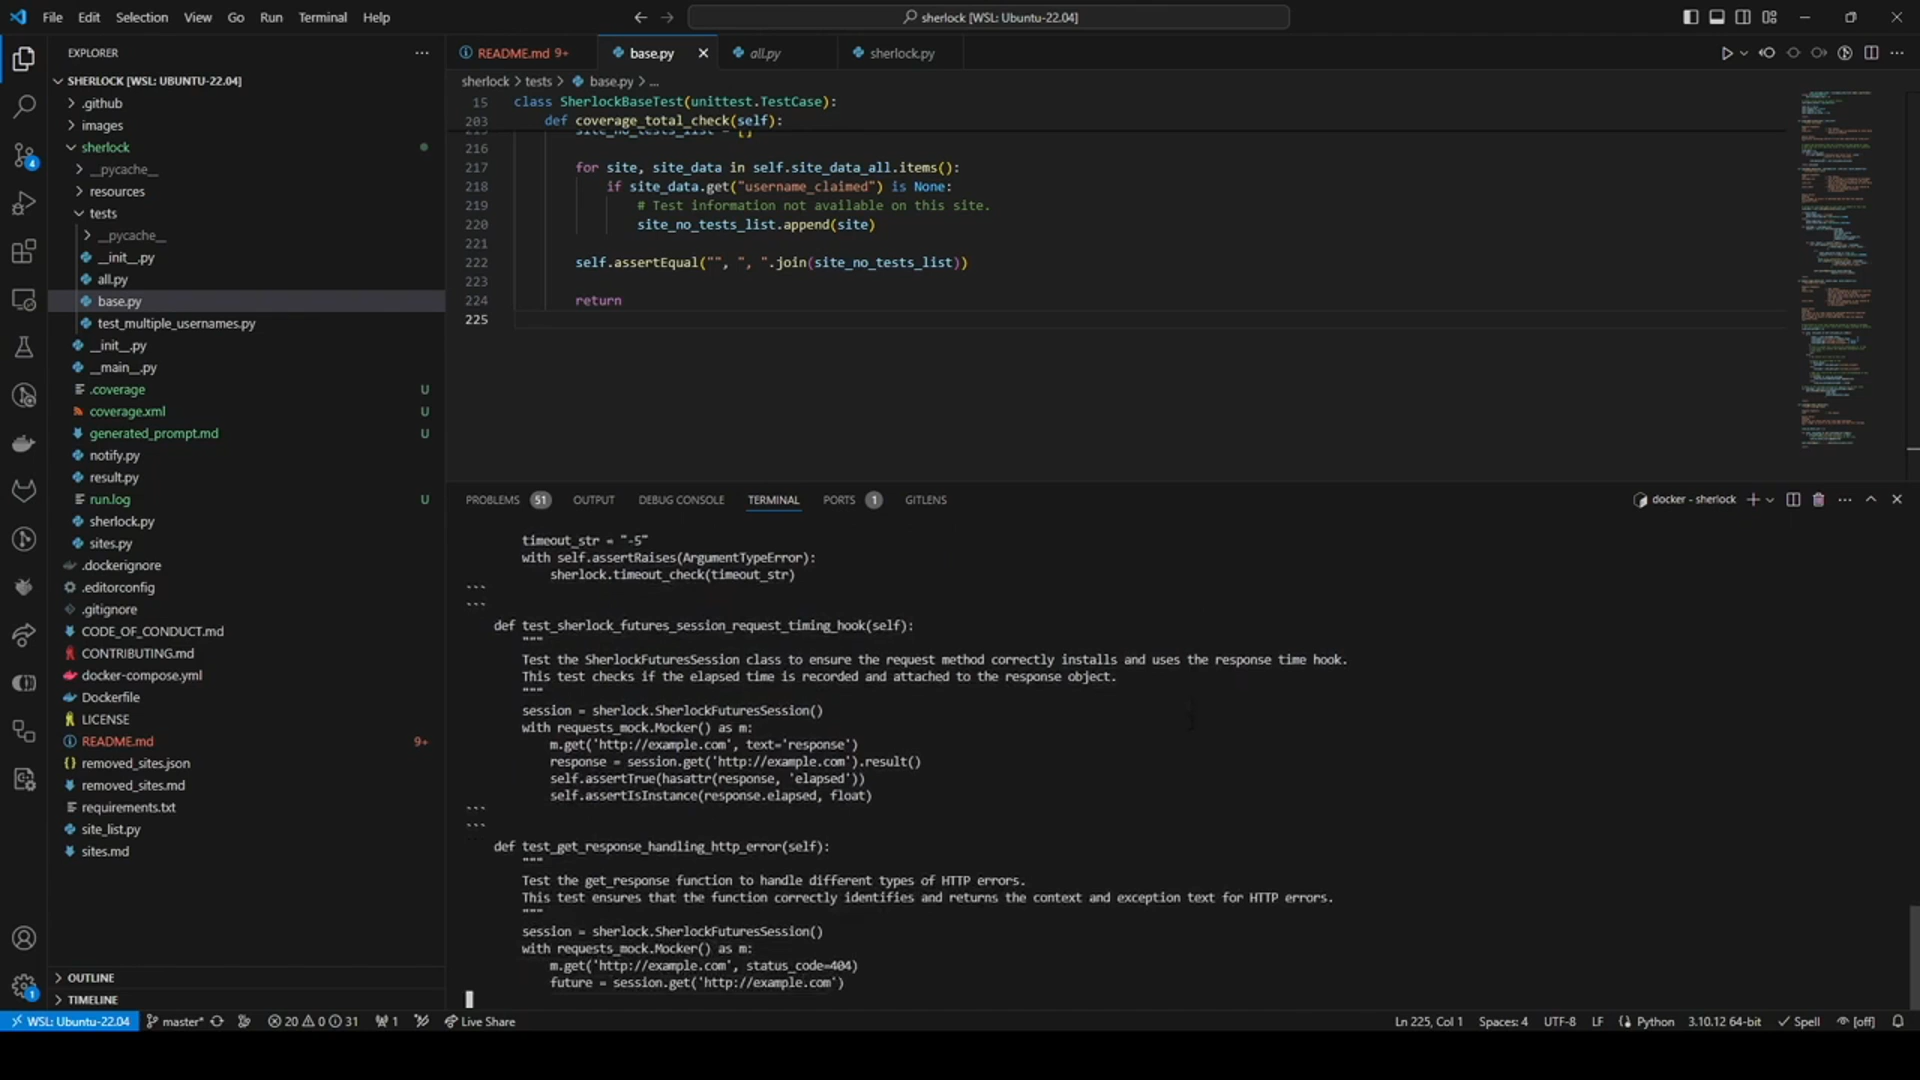 File Edit Selection View Go Run Terminal Help
sherlock [WSL: Ubuntu-22.04]
EXPLORER
SHERLOCK [WSL: UBUNTU-22.04]
.github
images
sherlock
__pycache__
resources
tests
__pycache__
__init__.py
all.py
base.py
test_multiple_usernames.py
__init__.py
__main__.py
.coverage U
coverage.xml U
generated_prompt.md U
notify.py
result.py
run.log U
sherlock.py
sites.py
.dockerignore
.editorconfig
.gitignore
CODE_OF_CONDUCT.md
CONTRIBUTING.md
docker-compose.yml
Dockerfile
LICENSE
README.md 9+
removed_sites.json
removed_sites.md
requirements.txt
site_list.py
sites.md
OUTLINE
TIMELINE
4
1
README.md 9+ base.py all.py sherlock.py
sherlock > tests > base.py > ...
15 class SherlockBaseTest(unittest.TestCase):
203 def coverage_total_check(self):
215 site_no_tests_list = []
216
217 for site, site_data in self.site_data_all.items():
218 if site_data.get("username_claimed") is None:
219 # Test information not available on this site.
220 site_no_tests_list.append(site)
221
222 self.assertEqual("", ", ".join(site_no_tests_list))
223
224 return
225
PROBLEMS 51 OUTPUT DEBUG CONSOLE TERMINAL PORTS 1 GITLENS
docker - sherlock
timeout_str = "-5"
with self.assertRaises(ArgumentTypeError):
sherlock.timeout_check(timeout_str)
```
```
def test_sherlock_futures_session_request_timing_hook(self):
"""
Test the SherlockFuturesSession class to ensure the request method correctly installs and uses the response time hook.
This test checks if the elapsed time is recorded and attached to the response object.
"""
session = sherlock.SherlockFuturesSession()
with requests_mock.Mocker() as m:
m.get('http://example.com', text='response')
response = session.get('http://example.com').result()
self.assertTrue(hasattr(response, 'elapsed'))
self.assertIsInstance(response.elapsed, float)
```
```
def test_get_response_handling_http_error(self):
"""
Test the get_response function to handle different types of HTTP errors.
This test ensures that the function correctly identifies and returns the context and exception text for HTTP errors.
"""
session = sherlock.SherlockFuturesSession()
with requests_mock.Mocker() as m:
m.get('http://example.com', status_code=404)
future = session.get('http://example.com')
WSL: Ubuntu-22.04 master* 20 0 31 1 Live Share Ln 225, Col 1 Spaces: 4 UTF-8 LF Python 3.10.12 64-bit Spell [off]